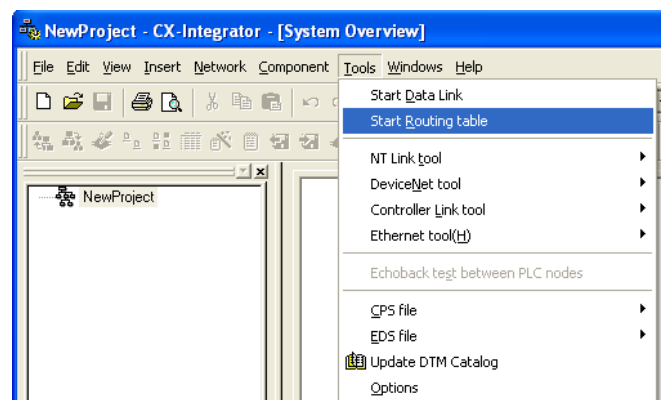 NewProject - CX-Integrator - [System Overview]
File Edit View Insert Network Component Tools Windows Help
Start Data Link
Start Routing table
NT Link tool
DeviceNet tool
Controller Link tool
Ethernet tool(H)
Echoback test between PLC nodes
CPS file
EDS file
Update DTM Catalog
Options
NewProject